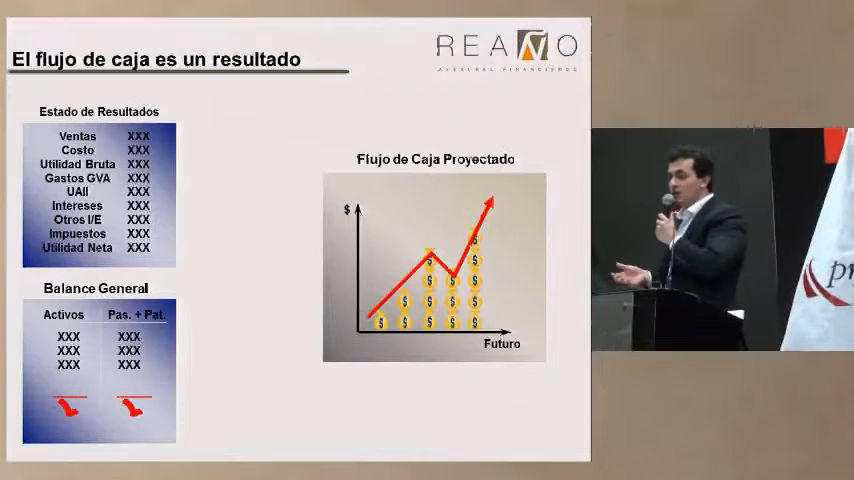 El flujo de caja es un resultado
REAÑO
ASESORES FINANCIEROS
Estado de Resultados
Ventas XXX
Costo XXX
Utilidad Bruta XXX
Gastos GVA XXX
UAII XXX
Intereses XXX
Otros I/E XXX
Impuestos XXX
Utilidad Neta XXX
Balance General
Activos Pas. + Pat.
XXX XXX
XXX XXX
XXX XXX
Flujo de Caja Proyectado
$
$ $ $ $ $
$ $ $ $
$ $ $
$ $
$
Futuro